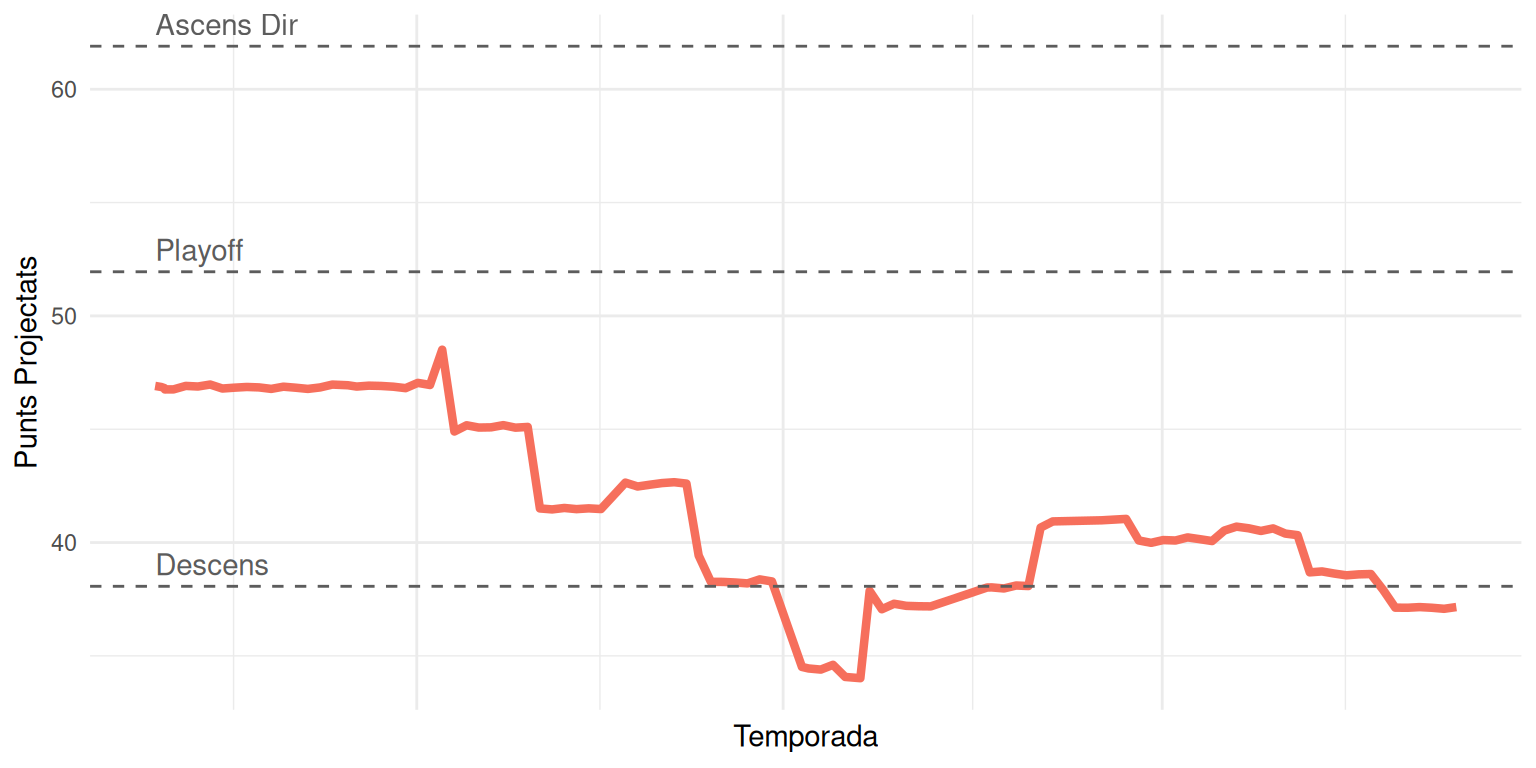 Ascens Dir
60
Playoff
50
Punts Projectats
40
Descens
Temporada